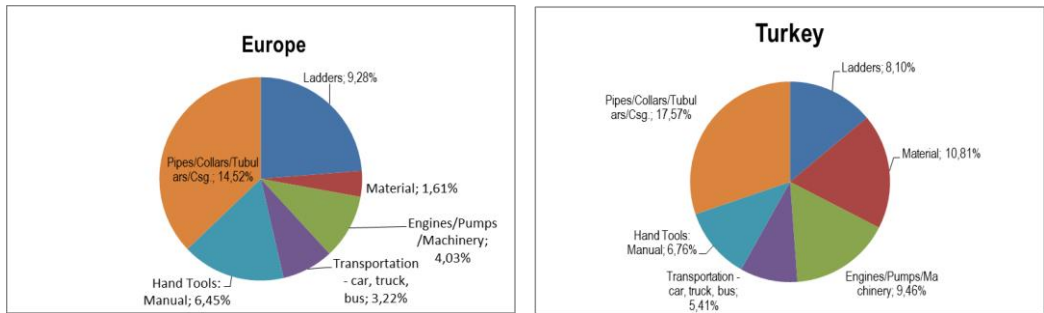 Europe
Ladders; 9,28%
Pipes/Collars/Tubul
ars/Csg.; 14,52%
Material; 1,61%
Engines/Pumps
/Machinery;
4,03%
Transportation
- car, truck,
bus; 3,22%
Hand Tools:
Manual; 6,45%
Turkey
Ladders; 8,10%
Pipes/Collars/Tubul
ars/Csg.; 17,57%
Material; 10,81%
Hand Tools:
Manual; 6,76%
Transportation -
car, truck, bus;
5,41%
Engines/Pumps/Ma
chinery; 9,46%